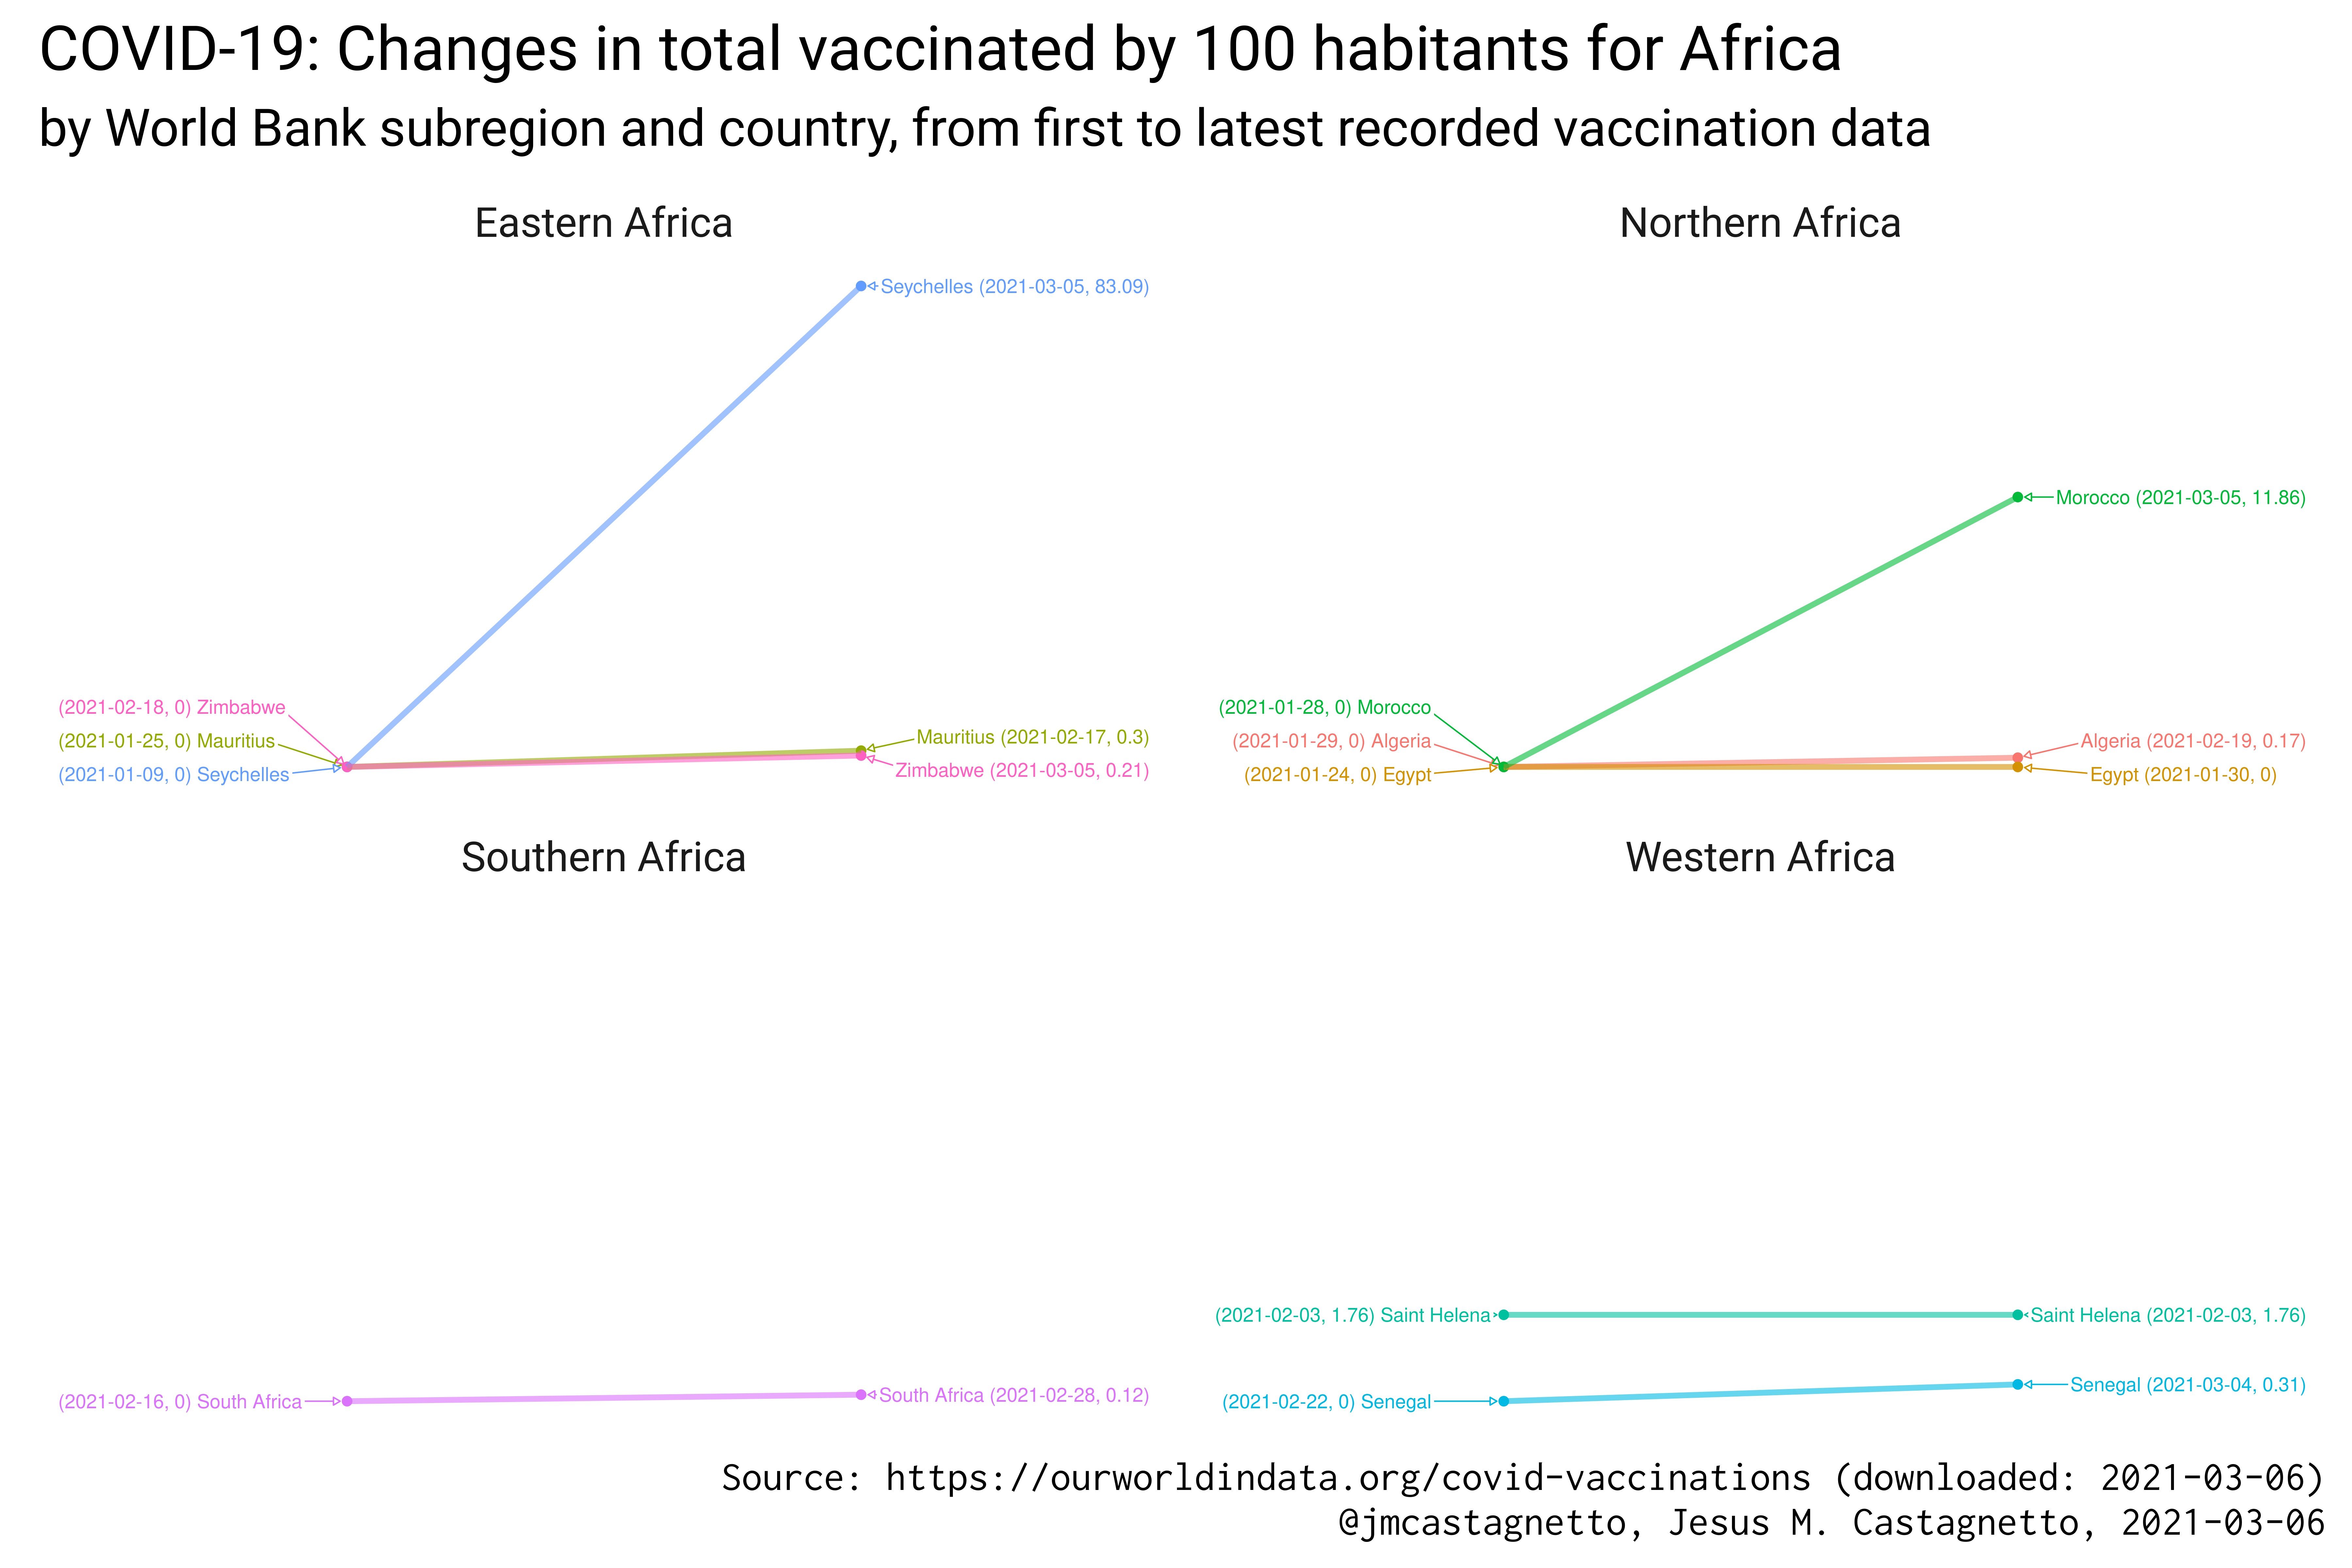 COVID-19: Changes in total vaccinated by 100 habitants for Africa
by World Bank subregion and country, from first to latest recorded vaccination data
Eastern Africa
Seychelles (2021-03-05, 83.09)
(2021-02-18, 0) Zimbabwe
(2021-01-25, 0) Mauritius
(2021-01-09, 0) Seychelles
Mauritius (2021-02-17, 0.3)
Zimbabwe (2021-03-05, 0.21)
Northern Africa
Morocco (2021-03-05, 11.86)
(2021-01-28, 0) Morocco
(2021-01-29, 0) Algeria
(2021-01-24, 0) Egypt
Algeria (2021-02-19, 0.17)
Egypt (2021-01-30, 0)
Southern Africa
(2021-02-16, 0) South Africa
South Africa (2021-02-28, 0.12)
Western Africa
(2021-02-03, 1.76) Saint Helena
Saint Helena (2021-02-03, 1.76)
(2021-02-22, 0) Senegal
Senegal (2021-03-04, 0.31)
Source: https://ourworldindata.org/covid-vaccinations (downloaded: 2021-03-06)
@jmcastagnetto, Jesus M. Castagnetto, 2021-03-06